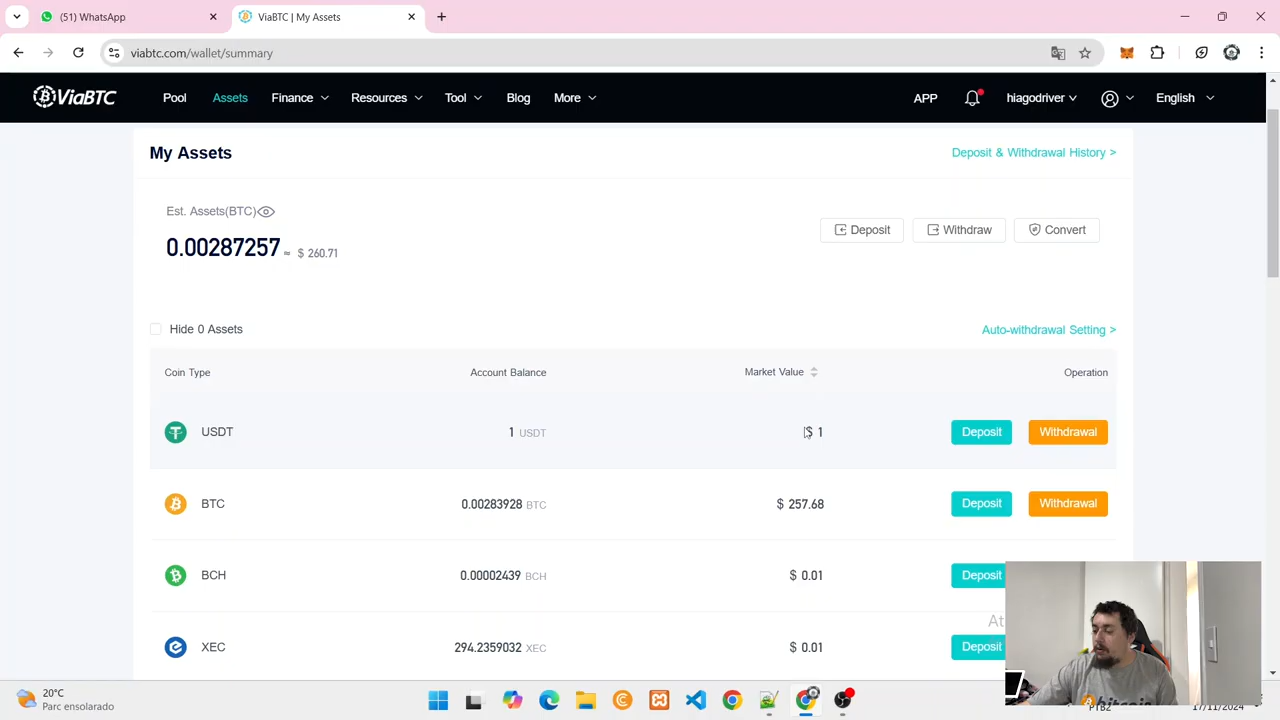 (51) WhatsApp
ViaBTC | My Assets
viabtc.com/wallet/summary
ViaBTC Pool Assets Finance Resources Tool Blog More APP hiagodriver English
My Assets Deposit & Withdrawal History >
Est. Assets(BTC)
0.00287257 ≈ $ 260.71
Deposit Withdraw Convert
Hide 0 Assets Auto-withdrawal Setting >
Coin Type Account Balance Market Value Operation
USDT 1 USDT $ 1 Deposit Withdrawal
BTC 0.00283928 BTC $ 257.68 Deposit Withdrawal
BCH 0.00002439 BCH $ 0.01 Deposit
XEC 294.2359032 XEC $ 0.01 Deposit
At
bitcoin
20°C
Parc ensolarado
PTB2
17/11/2024